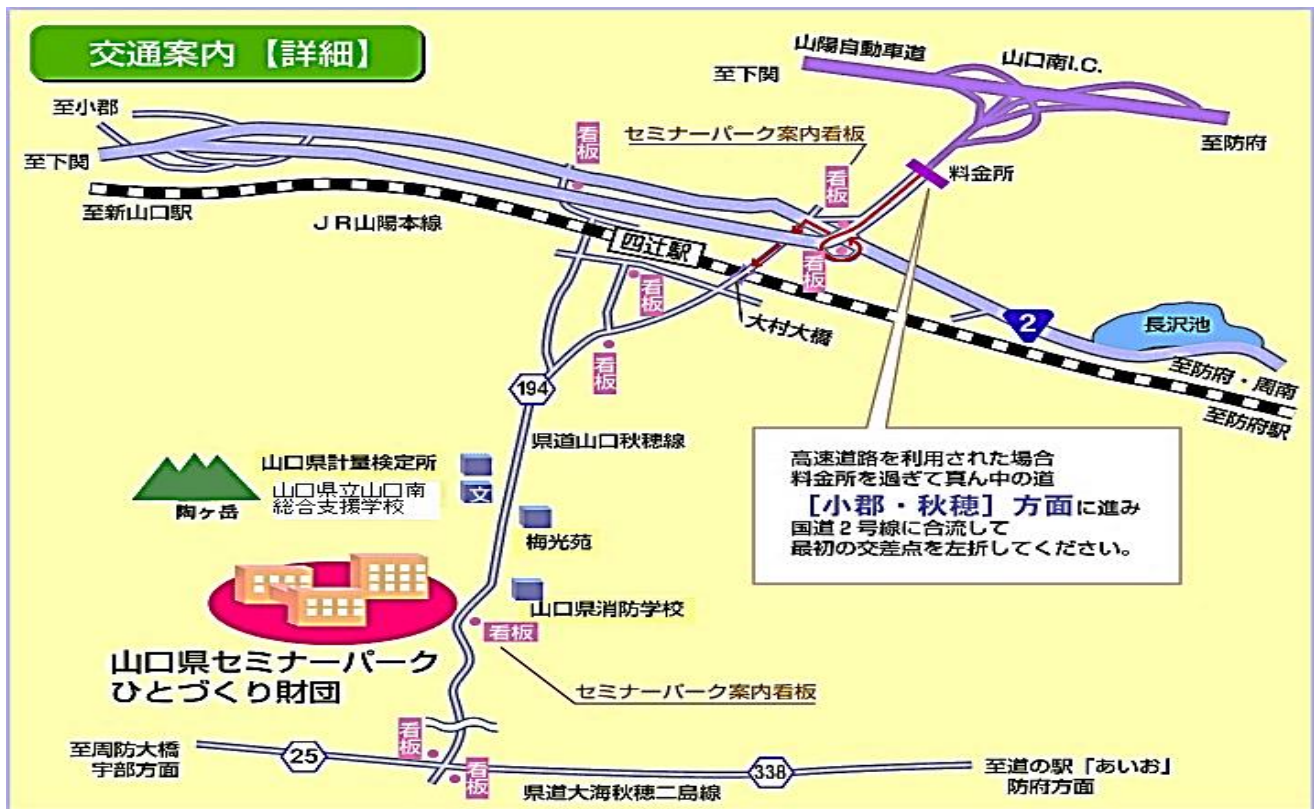 交通案内【詳細】
山陽自動車道
山口南I.C.
至下関
至防府
至小郡
至下関
看板
セミナーパーク案内看板
看板
料金所
至新山口駅
JR山陽本線
四辻駅
看板
看板
大村大橋
2
長沢池
至防府・周南
至防府駅
看板
194
県道山口秋穂線
山口県計量検定所
山口県立山口南
総合支援学校
文
陶ヶ岳
梅光苑
高速道路を利用された場合
料金所を過ぎて真ん中の道
[小郡・秋穂]方面に進み
国道2号線に合流して
最初の交差点を左折してください。
山口県消防学校
看板
山口県セミナーパーク
ひとづくり財団
セミナーパーク案内看板
看板
至周防大橋
宇部方面
25
看板
県道大海秋穂二島線
338
至道の駅「あいお」
防府方面